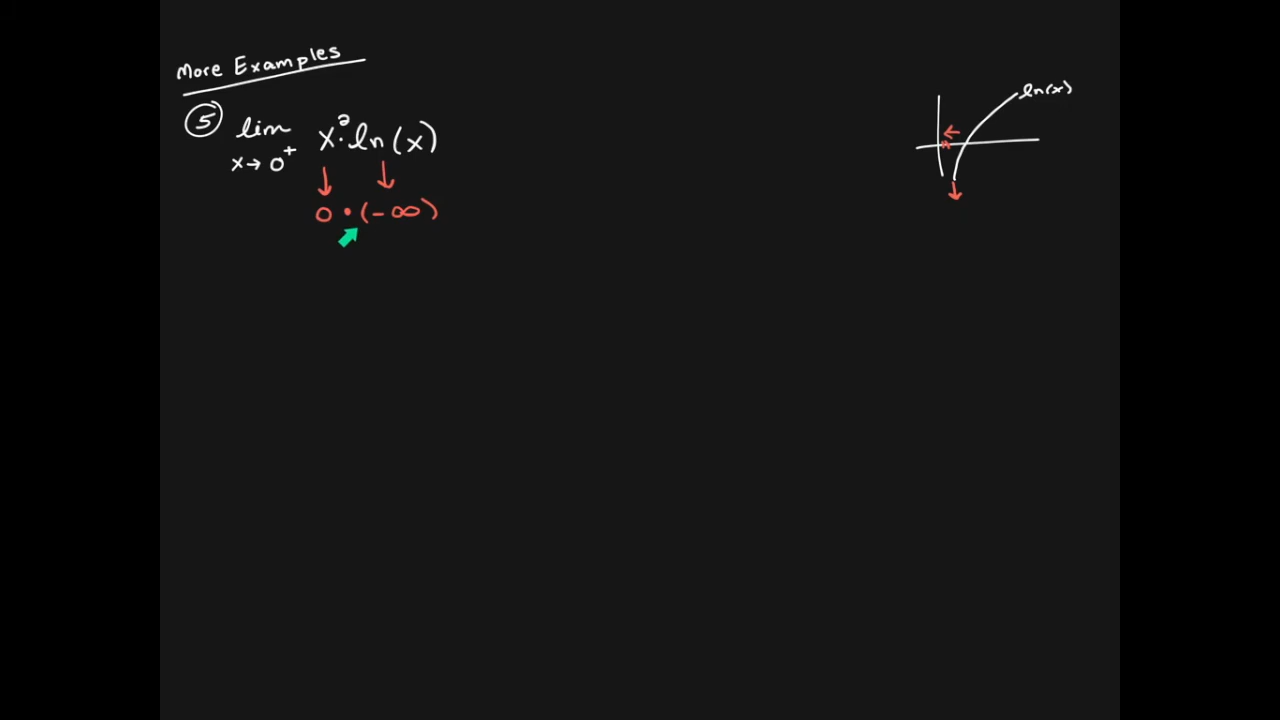 More Examples
ln(x)
5 lim x→0⁺ x²·ln(x)
0·(-∞)